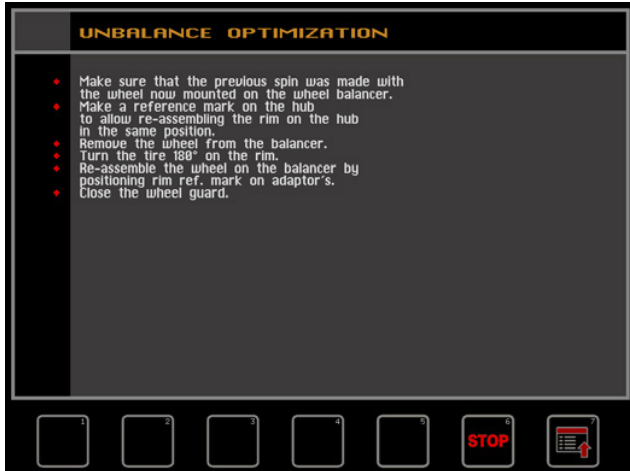 UNBALANCE OPTIMIZATION
Make sure that the previous spin was made with
the wheel now mounted on the wheel balancer.
Make a reference mark on the hub
to allow re-assembling the rim on the hub
in the same position.
Remove the wheel from the balancer.
Turn the tire 180° on the rim.
Re-assemble the wheel on the balancer by
positioning rim ref. mark on adaptor's.
Close the wheel guard.
1 2 3 4 5 6 7
STOP